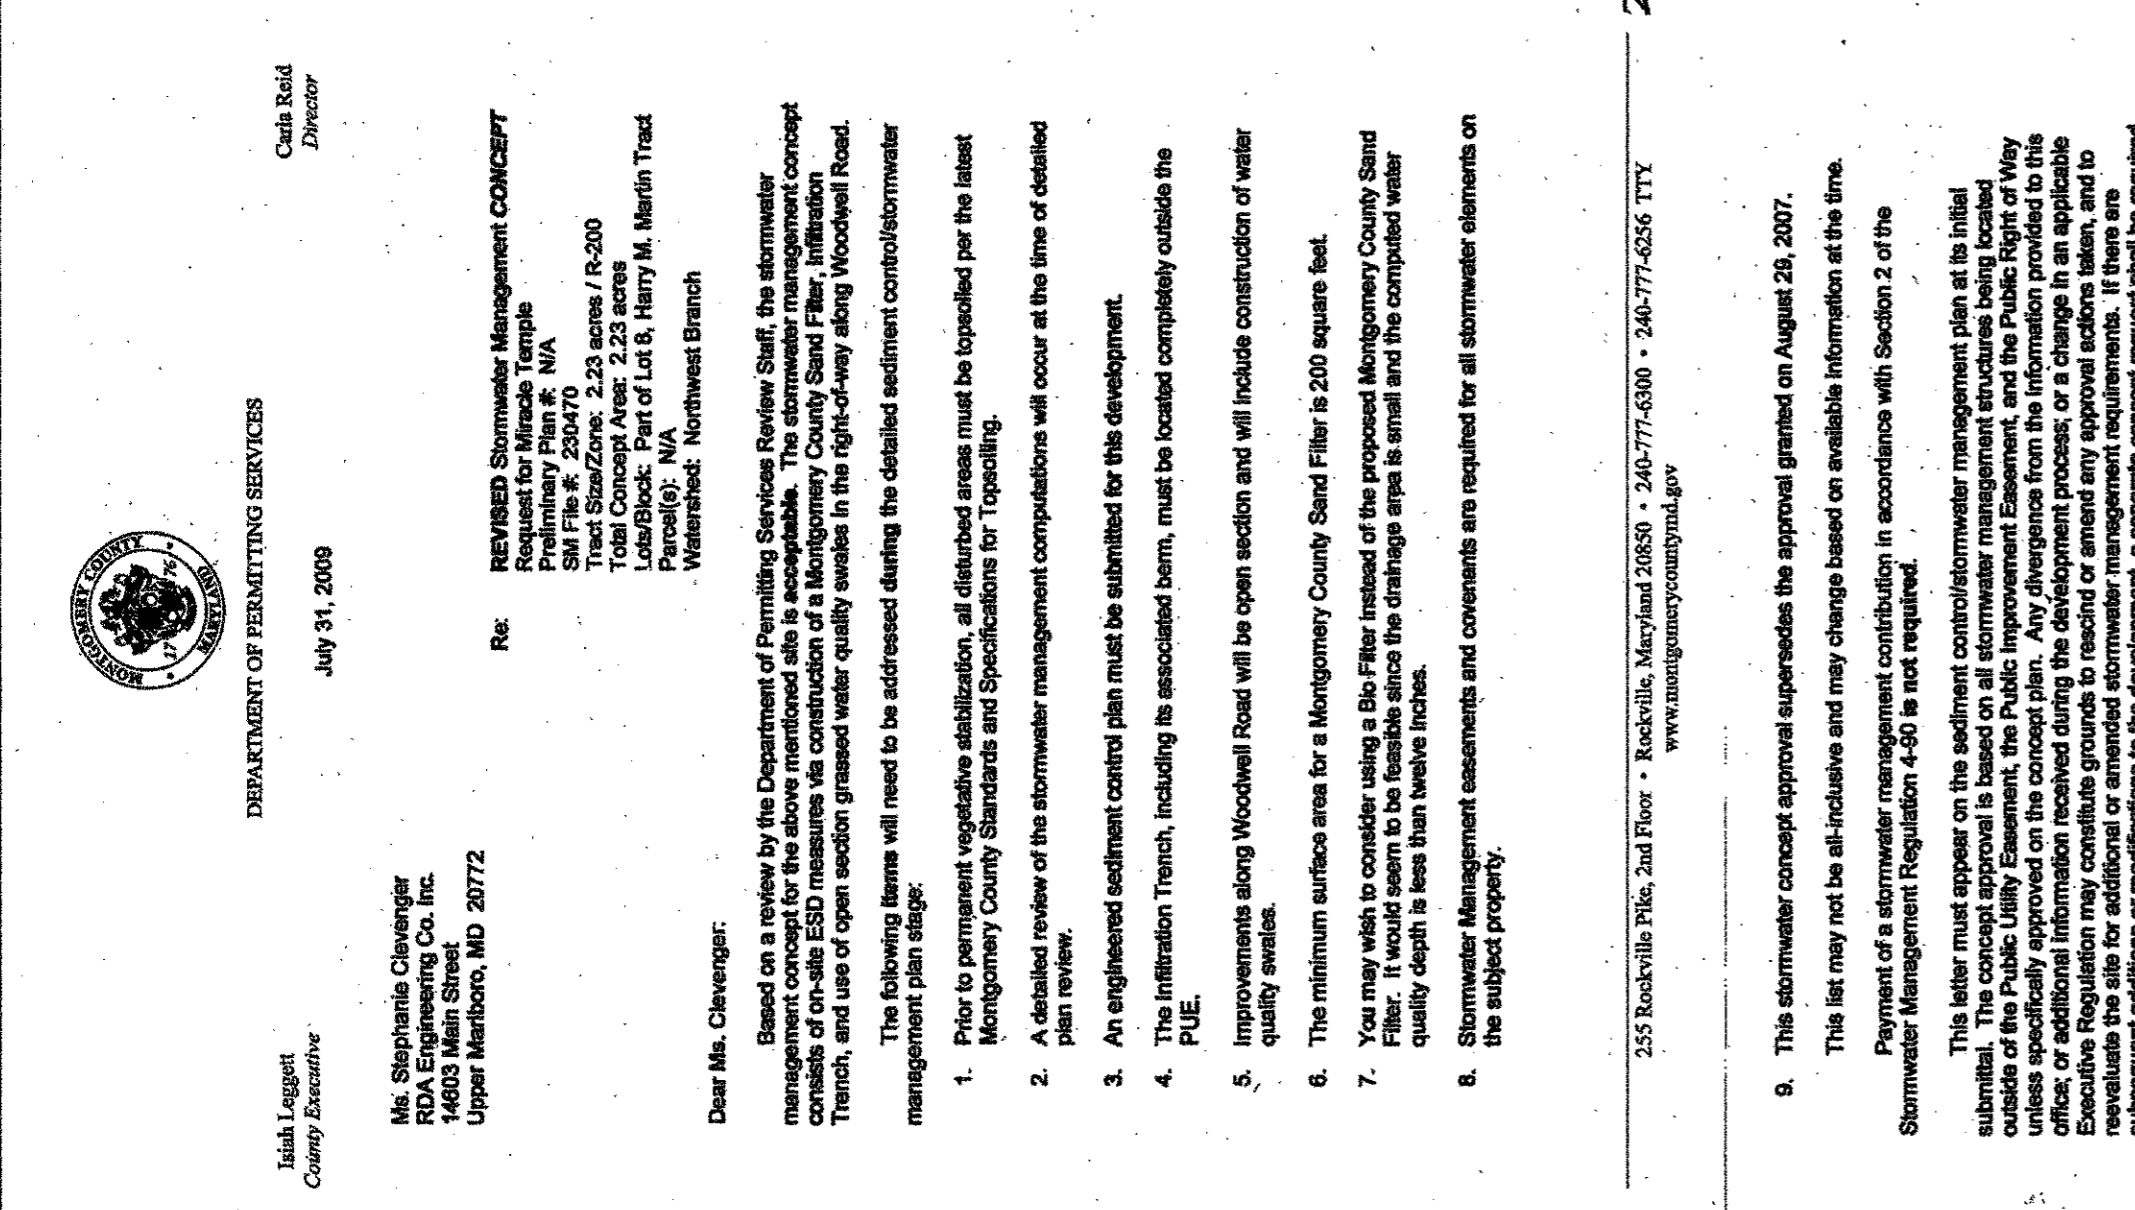 MONTGOMERY COUNTY
17 76
MARYLAND
Isiah Leggett
County Executive
Carla Reid
Director
DEPARTMENT OF PERMITTING SERVICES
July 31, 2009
Ms. Stephanie Clevenger
RDA Engineering Co. Inc.
14603 Main Street
Upper Marlboro, MD 20772
Re: REVISED Stormwater Management CONCEPT
Request for Miracle Temple
Preliminary Plan #: N/A
SM File #: 230470
Tract Size/Zone: 2.23 acres / R-200
Total Concept Area: 2.23 acres
Lots/Block: Part of Lot 8, Harry M. Martin Tract
Parcel(s): N/A
Watershed: Northwest Branch
Dear Ms. Clevenger:
Based on a review by the Department of Permitting Services Review Staff, the stormwater
management concept for the above mentioned site is acceptable. The stormwater management concept
consists of on-site ESD measures via construction of a Montgomery County Sand Filter, Infiltration
Trench, and use of open section grassed water quality swales in the right-of-way along Woodwell Road.
The following items will need to be addressed during the detailed sediment control/stormwater
management plan stage:
1. Prior to permanent vegetative stabilization, all disturbed areas must be topsoiled per the latest
Montgomery County Standards and Specifications for Topsoiling.
2. A detailed review of the stormwater management computations will occur at the time of detailed
plan review.
3. An engineered sediment control plan must be submitted for this development.
4. The Infiltration Trench, including its associated berm, must be located completely outside the
PUE.
5. Improvements along Woodwell Road will be open section and will include construction of water
quality swales.
6. The minimum surface area for a Montgomery County Sand Filter is 200 square feet.
7. You may wish to consider using a Bio Filter instead of the proposed Montgomery County Sand
Filter. It would seem to be feasible since the drainage area is small and the computed water
quality depth is less than twelve inches.
8. Stormwater Management easements and covenants are required for all stormwater elements on
the subject property.
255 Rockville Pike, 2nd Floor • Rockville, Maryland 20850 • 240-777-6300 • 240-777-6256 TTY
www.montgomerycountymd.gov
9. This stormwater concept approval supersedes the approval granted on August 29, 2007.
This list may not be all-inclusive and may change based on available information at the time.
Payment of a stormwater management contribution in accordance with Section 2 of the
Stormwater Management Regulation 4-90 is not required.
This letter must appear on the sediment control/stormwater management plan at its initial
submittal. The concept approval is based on all stormwater management structures being located
outside of the Public Utility Easement, the Public Improvement Easement, and the Public Right of Way
unless specifically approved on the concept plan. Any divergence from the information provided to this
office; or additional information received during the development process; or a change in an applicable
Executive Regulation may constitute grounds to rescind or amend any approval actions taken, and to
reevaluate the site for additional or amended stormwater management requirements. If there are